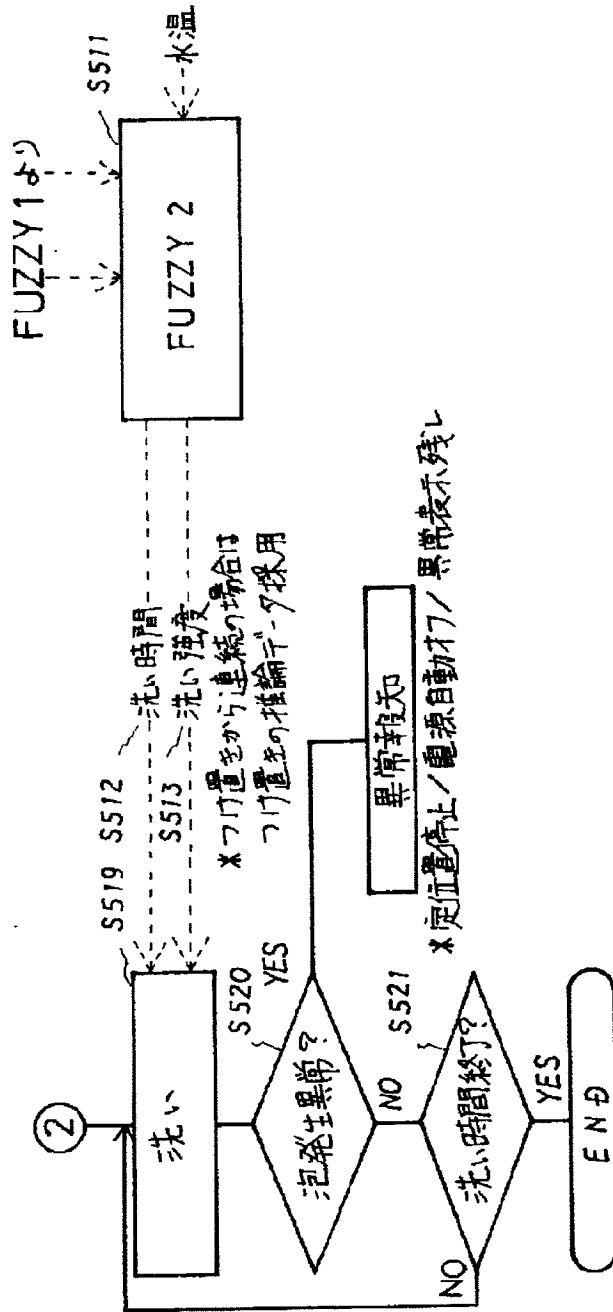 ②
S519
洗い
S512
洗い時間
S513
洗い強度
FUZZY1より
S511
FUZZY 2
水温
*つけ置きから連続の場合は
つけ置きの推論データ採用
S520
泡発生異常?
YES
NO
異常報知
*定位置停止/電源自動オフ/異常表示残し
S521
洗い時間終了?
NO
YES
END